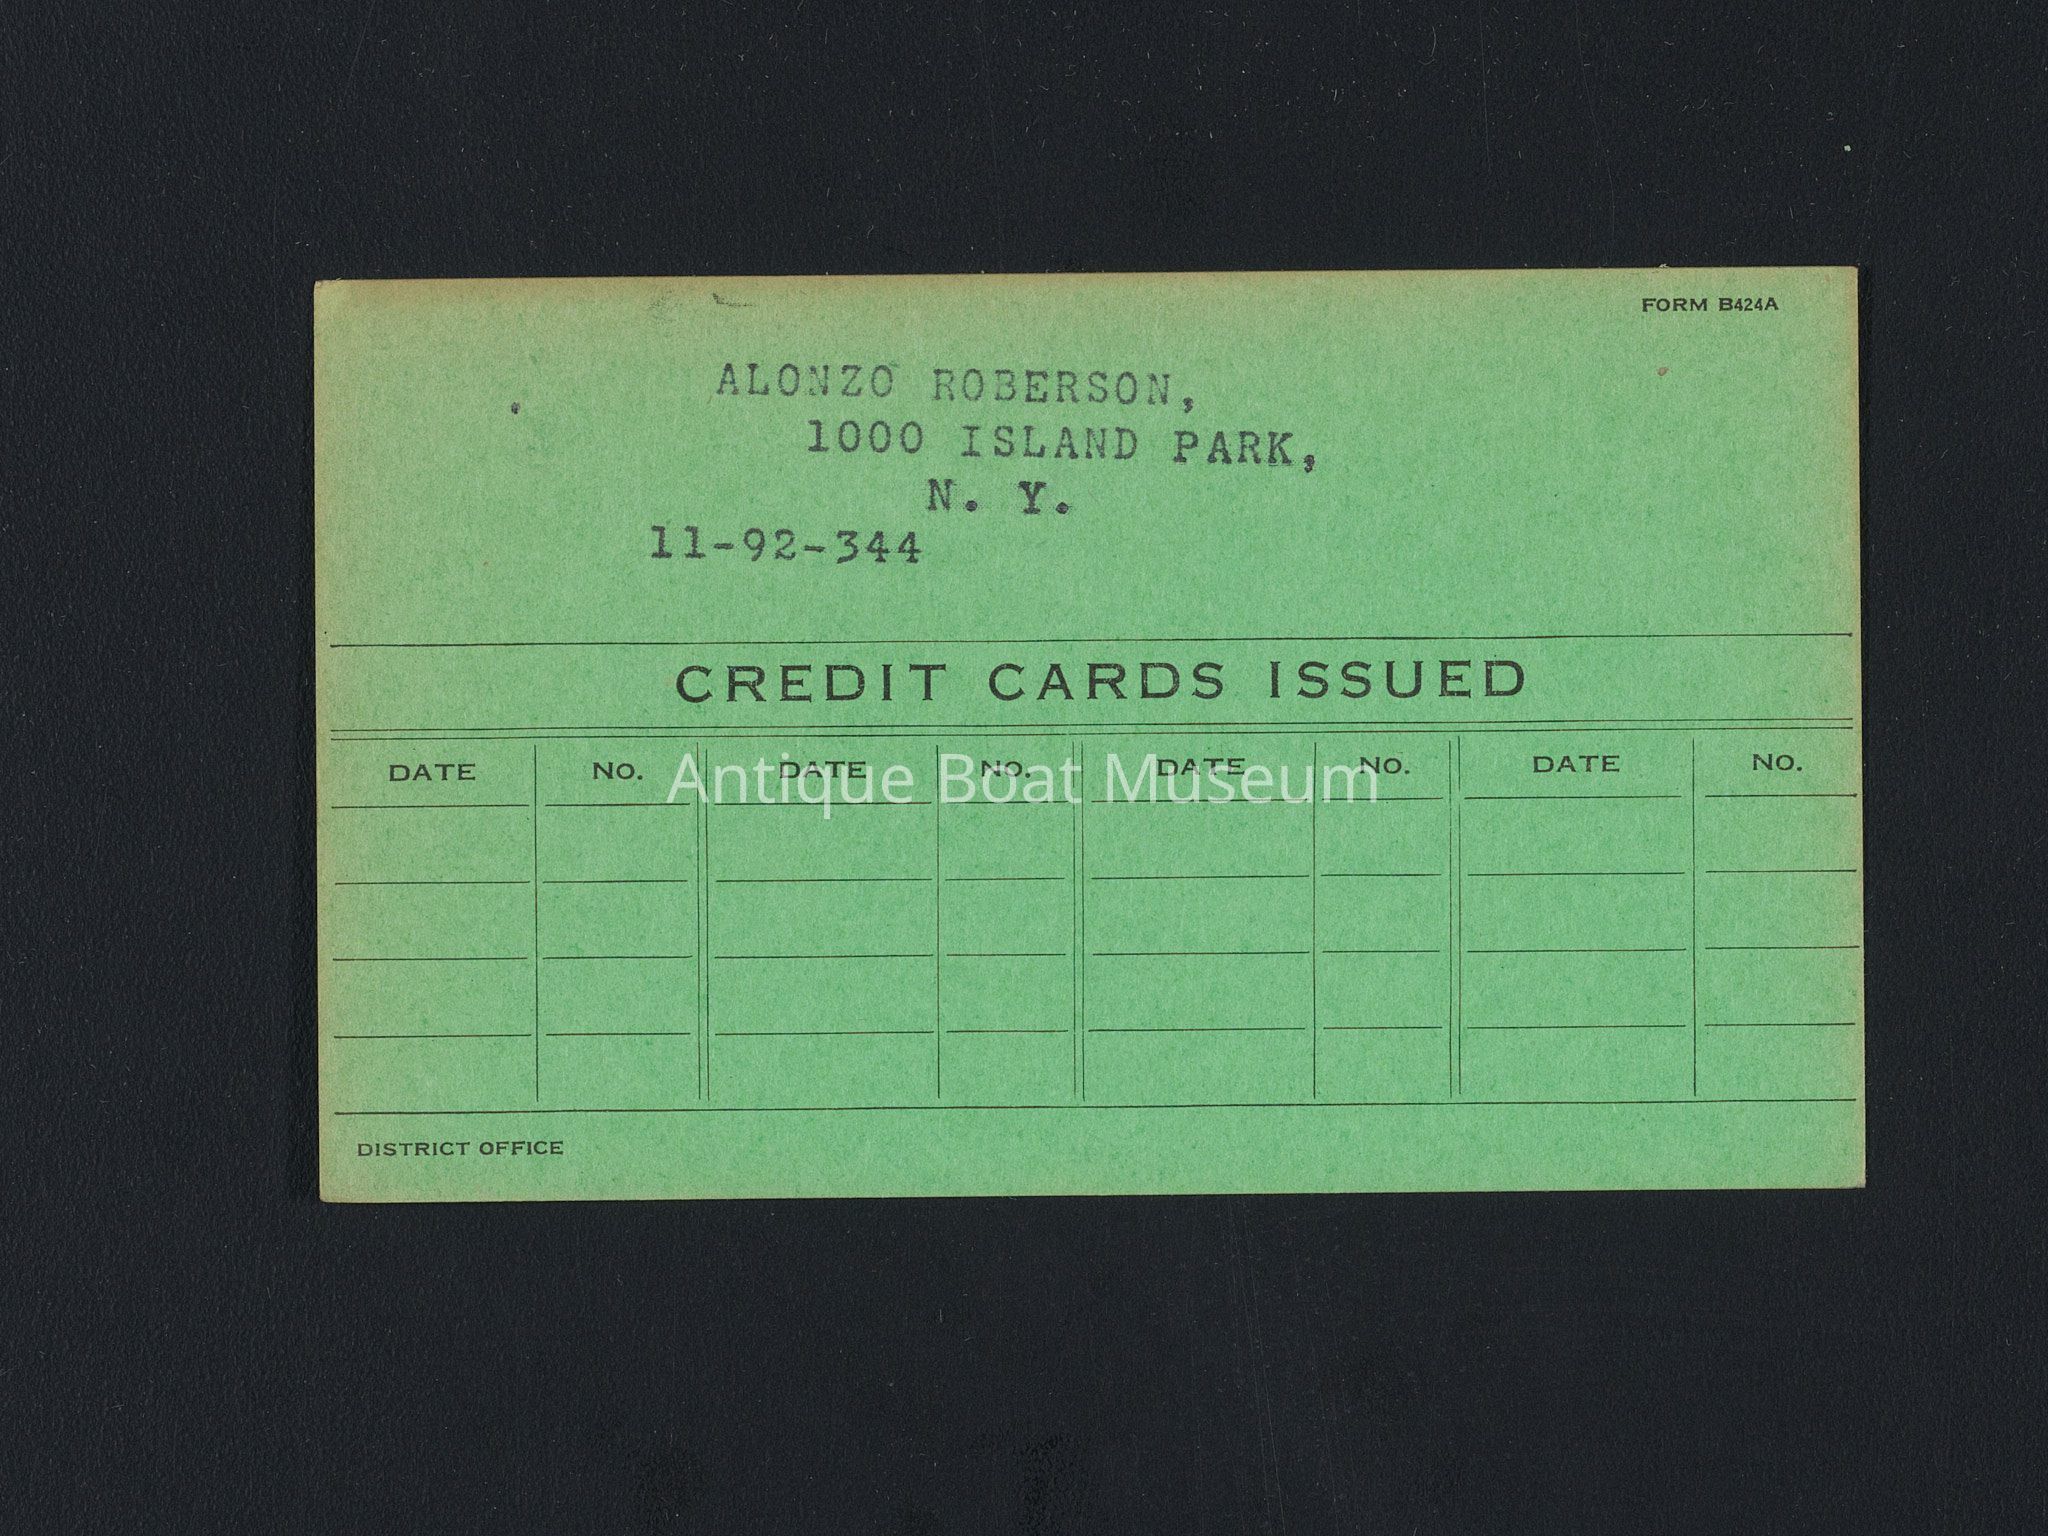 FORM B424A
ALONZO ROBERSON,
1000 ISLAND PARK,
N. Y.
11-92-344
CREDIT CARDS ISSUED
DATE NO. DATE NO. DATE NO. DATE NO.
Antique Boat Museum
DISTRICT OFFICE